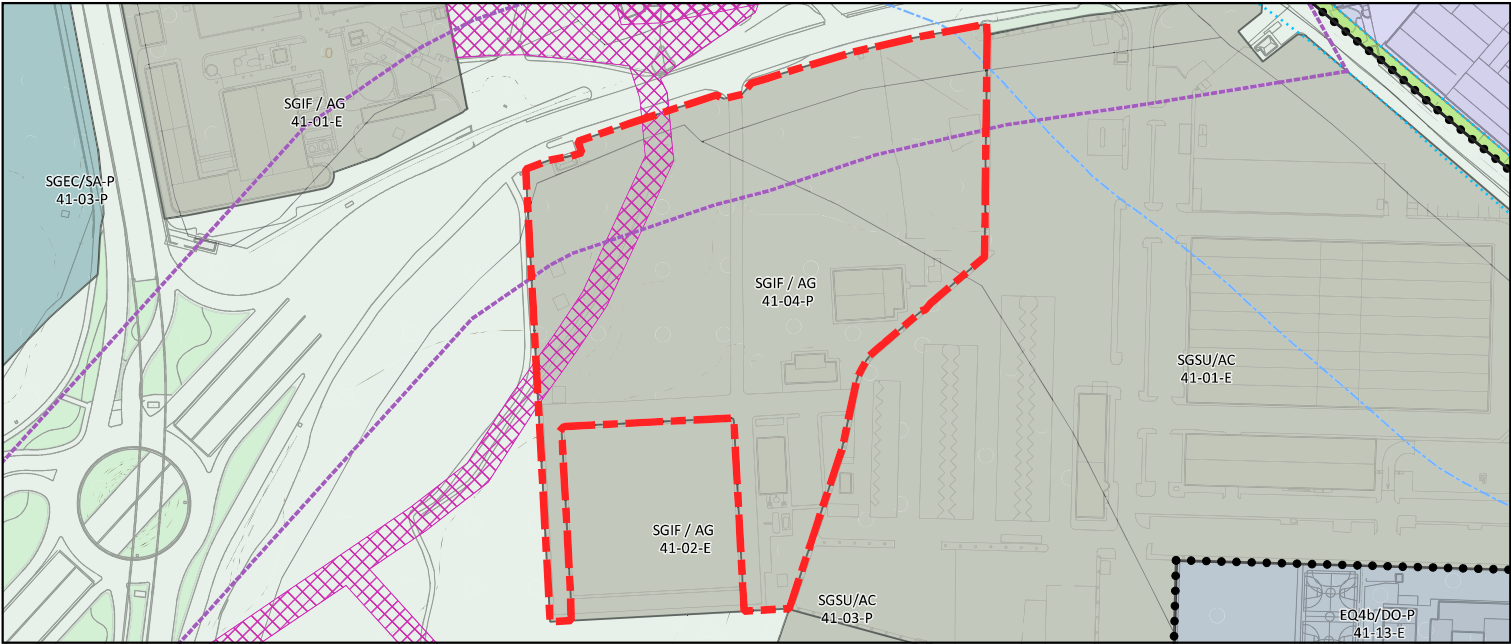 SGIF / AG
41-01-E
SGEC/SA-P
41-03-P
SGIF / AG
41-04-P
SGSU/AC
41-01-E
SGIF / AG
41-02-E
SGSU/AC
41-03-P
EQ4b/DO-P
41-13-E